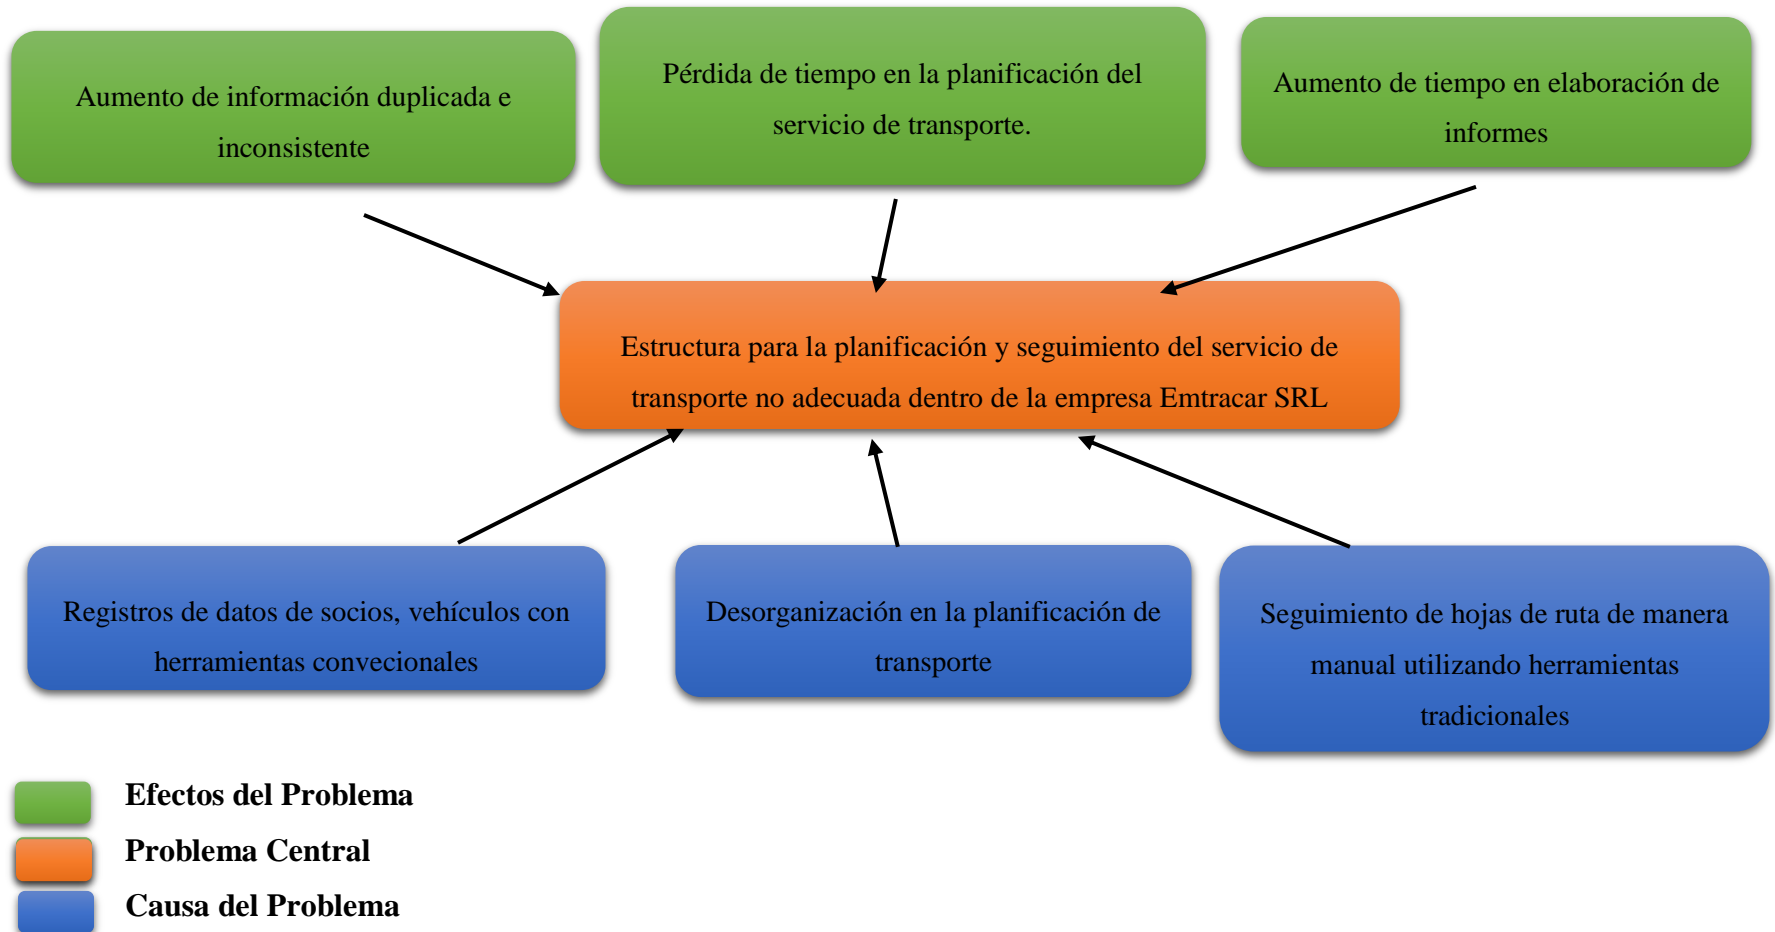 Aumento de información duplicada e
inconsistente
Pérdida de tiempo en la planificación del
servicio de transporte.
Aumento de tiempo en elaboración de
informes
Estructura para la planificación y seguimiento del servicio de
transporte no adecuada dentro de la empresa Emtracar SRL
Registros de datos de socios, vehículos con
herramientas convecionales
Desorganización en la planificación de
transporte
Seguimiento de hojas de ruta de manera
manual utilizando herramientas
tradicionales
Efectos del Problema
Problema Central
Causa del Problema